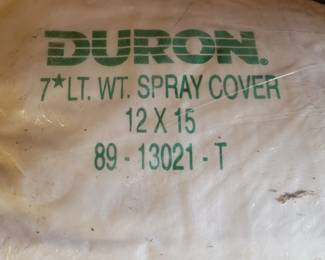 DURON.
7* LT. WT. SPRAY COVER
12 X 15
89 - 13021 - T